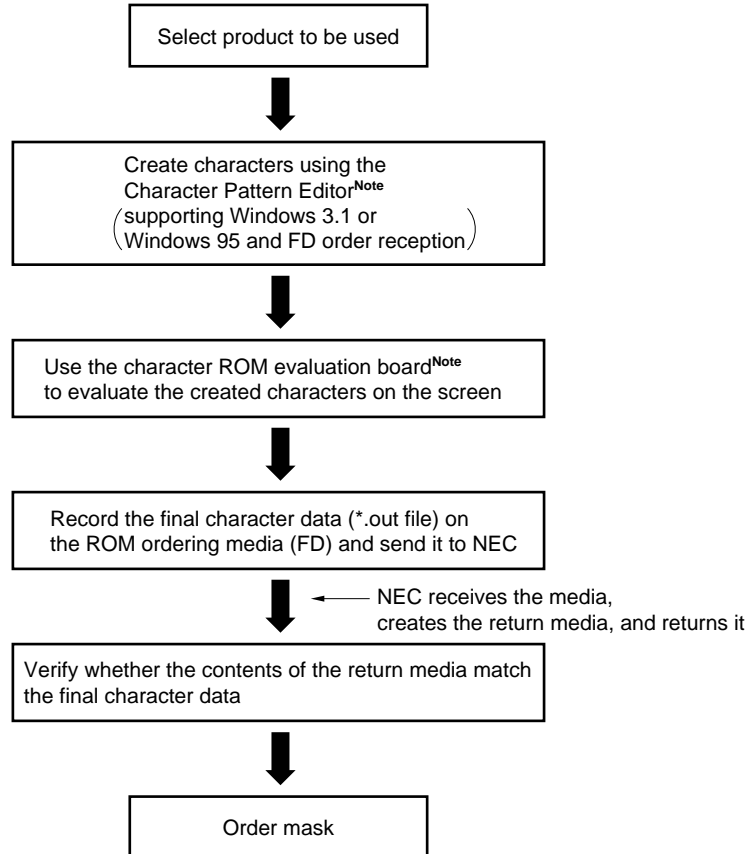 Select product to be used
Create characters using the
Character Pattern EditorNote
(supporting Windows 3.1 or
Windows 95 and FD order reception)
Use the character ROM evaluation boardNote
to evaluate the created characters on the screen
Record the final character data (*.out file) on
the ROM ordering media (FD) and send it to NEC
NEC receives the media,
creates the return media, and returns it
Verify whether the contents of the return media match
the final character data
Order mask